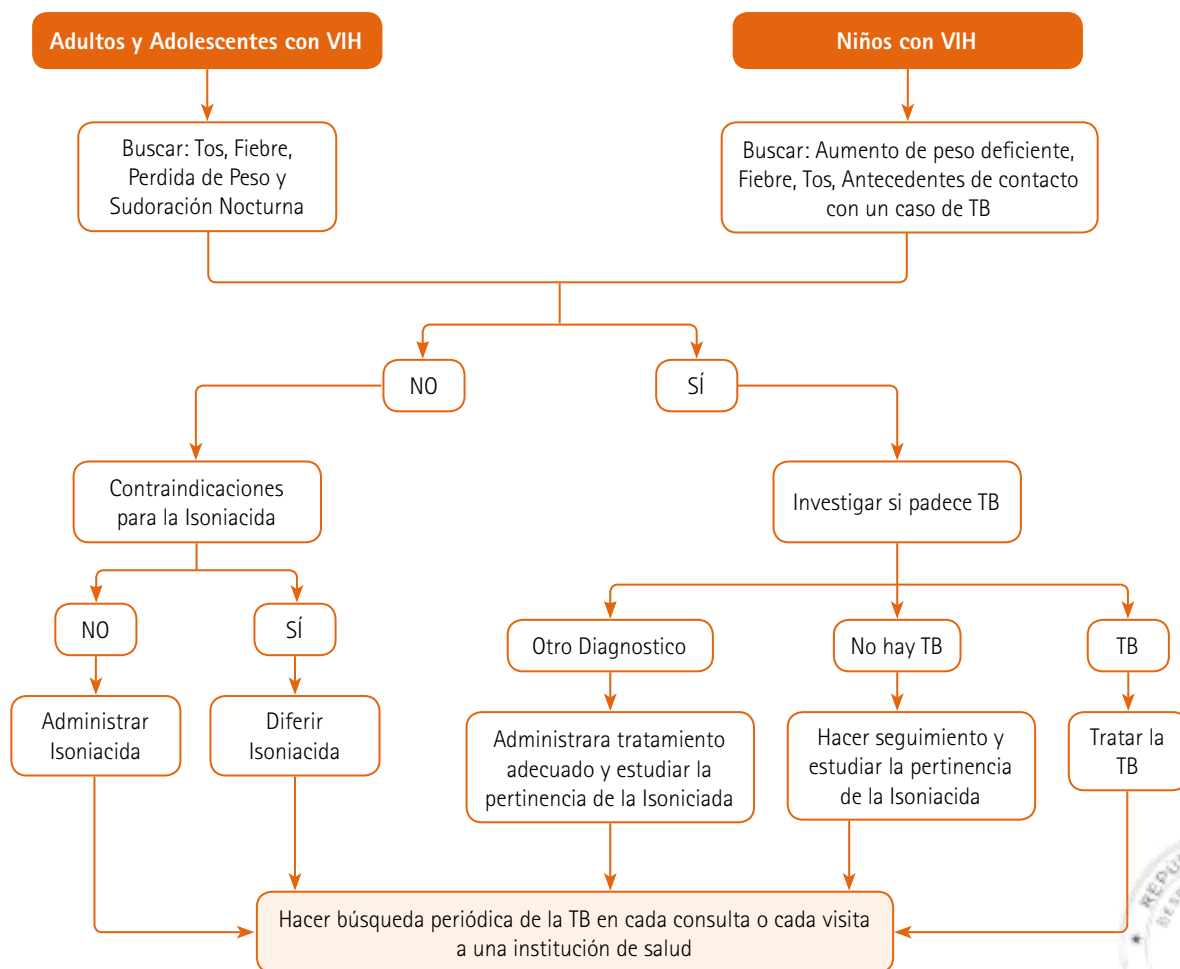 Adultos y Adolescentes con VIH
Niños con VIH
Buscar: Tos, Fiebre,
Perdida de Peso y
Sudoración Nocturna
Buscar: Aumento de peso deficiente,
Fiebre, Tos, Antecedentes de contacto
con un caso de TB
NO
SÍ
Contraindicaciones
para la Isoniacida
Investigar si padece TB
NO
SÍ
Otro Diagnostico
No hay TB
TB
Administrar
Isoniacida
Diferir
Isoniacida
Administrara tratamiento
adecuado y estudiar la
pertinencia de la Isoniciada
Hacer seguimiento y
estudiar la pertinencia
de la Isoniacida
Tratar la
TB
Hacer búsqueda periódica de la TB en cada consulta o cada visita
a una institución de salud